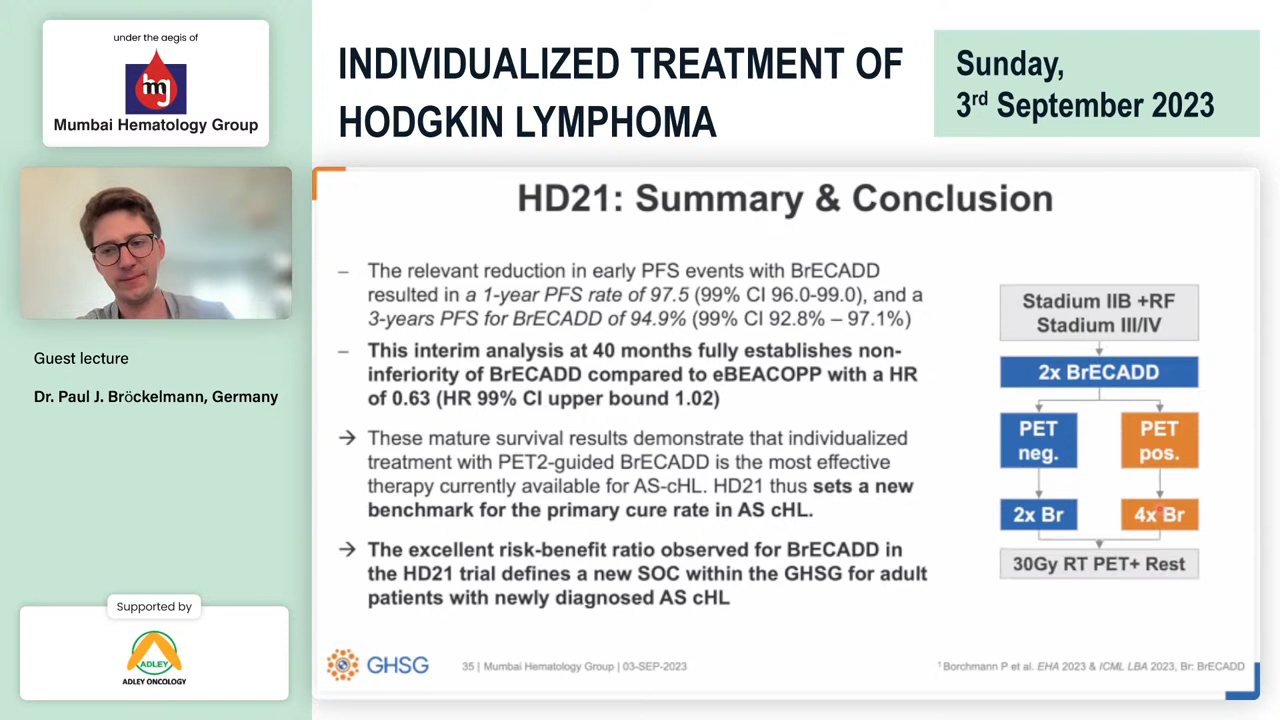 under the aegis of
mg
Mumbai Hematology Group
INDIVIDUALIZED TREATMENT OF
HODGKIN LYMPHOMA
Sunday,
3rd September 2023
Guest lecture
Dr. Paul J. Bröckelmann, Germany
Supported by
ADLEY
ADLEY ONCOLOGY
HD21: Summary & Conclusion
– The relevant reduction in early PFS events with BrECADD
resulted in a 1-year PFS rate of 97.5 (99% CI 96.0-99.0), and a
3-years PFS for BrECADD of 94.9% (99% CI 92.8% – 97.1%)
– This interim analysis at 40 months fully establishes non-
inferiority of BrECADD compared to eBEACOPP with a HR
of 0.63 (HR 99% CI upper bound 1.02)
→ These mature survival results demonstrate that individualized
treatment with PET2-guided BrECADD is the most effective
therapy currently available for AS-cHL. HD21 thus sets a new
benchmark for the primary cure rate in AS cHL.
→ The excellent risk-benefit ratio observed for BrECADD in
the HD21 trial defines a new SOC within the GHSG for adult
patients with newly diagnosed AS cHL
Stadium IIB +RF
Stadium III/IV
2x BrECADD
PET
neg.
PET
pos.
2x Br
4x Br
30Gy RT PET+ Rest
GHSG
35 | Mumbai Hematology Group | 03-SEP-2023
¹ Borchmann P et al. EHA 2023 & ICML LBA 2023, Br: BrECADD